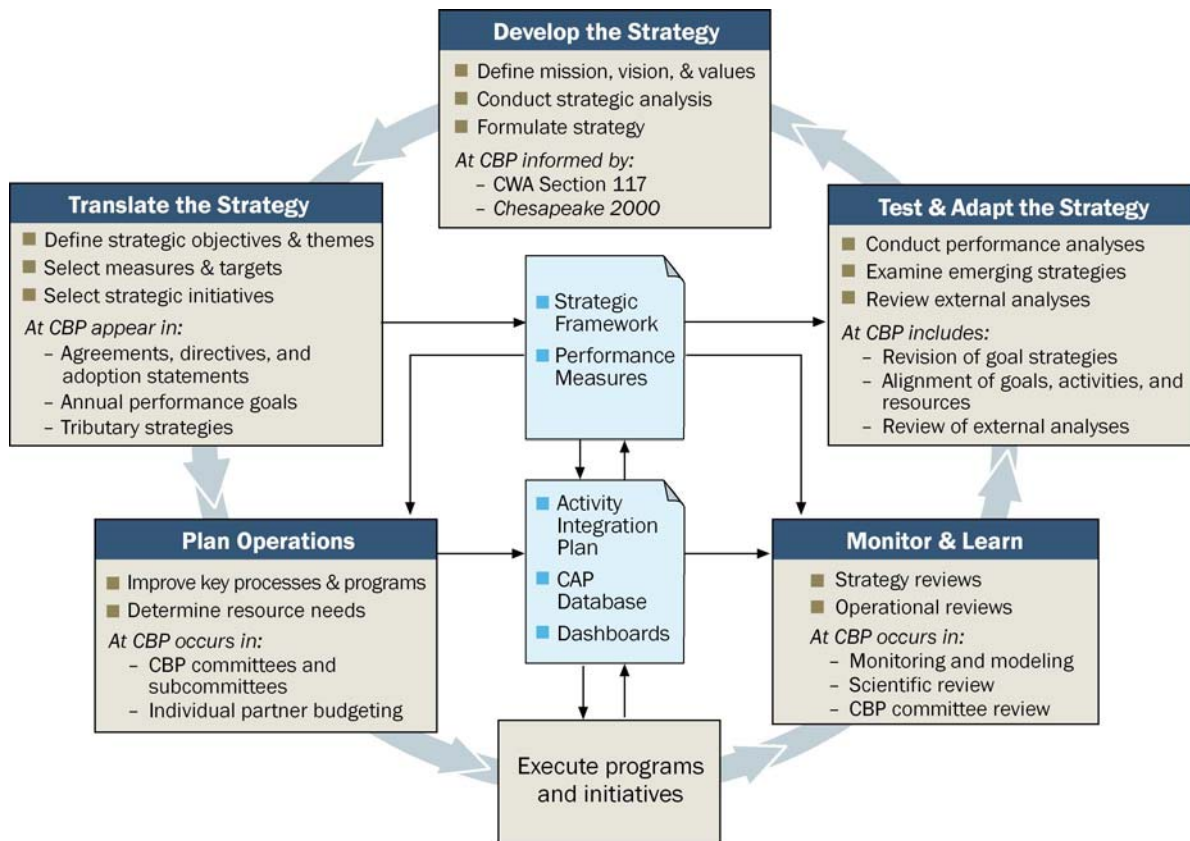 Develop the Strategy
Define mission, vision, & values
Conduct strategic analysis
Formulate strategy
At CBP informed by:
– CWA Section 117
– Chesapeake 2000
Translate the Strategy
Define strategic objectives & themes
Select measures & targets
Select strategic initiatives
At CBP appear in:
– Agreements, directives, and
adoption statements
– Annual performance goals
– Tributary strategies
Strategic
Framework
Performance
Measures
Test & Adapt the Strategy
Conduct performance analyses
Examine emerging strategies
Review external analyses
At CBP includes:
– Revision of goal strategies
– Alignment of goals, activities, and
resources
– Review of external analyses
Plan Operations
Improve key processes & programs
Determine resource needs
At CBP occurs in:
– CBP committees and
subcommittees
– Individual partner budgeting
Activity
Integration
Plan
CAP
Database
Dashboards
Monitor & Learn
Strategy reviews
Operational reviews
At CBP occurs in:
– Monitoring and modeling
– Scientific review
– CBP committee review
Execute programs
and initiatives